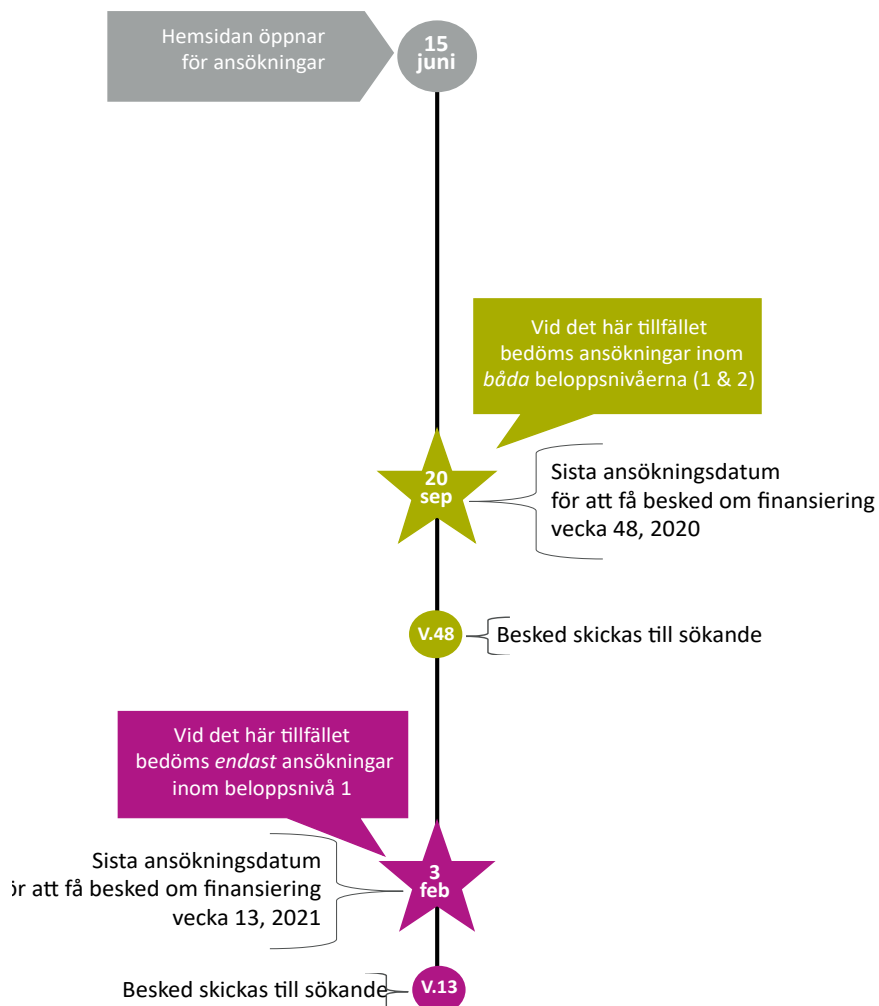 Hemsidan öppnar
för ansökningar
15
juni
Vid det här tillfället
bedöms ansökningar inom
båda beloppsnivåerna (1 & 2)
20
sep
Sista ansökningsdatum
för att få besked om finansiering
vecka 48, 2020
V.48
Besked skickas till sökande
Vid det här tillfället
bedöms endast ansökningar
inom beloppsnivå 1
3
feb
Sista ansökningsdatum
ör att få besked om finansiering
vecka 13, 2021
Besked skickas till sökande
V.13